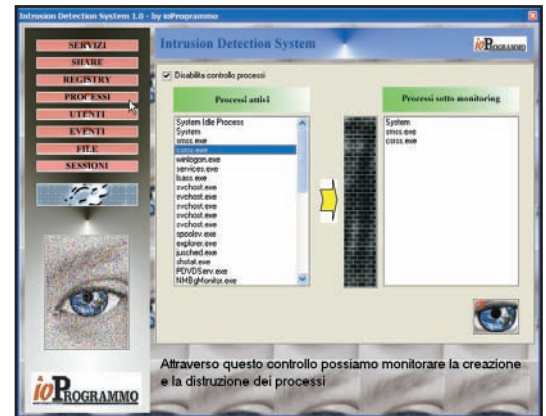 Intrusion Detection System 1.0 - by ioProgrammo
SERVIZI
SHARE
REGISTRY
PROCESSI
UTENTI
EVENTI
FILE
SESSIONI
ioPROGRAMMO
Intrusion Detection System
ioPROGRAMMO
Disabilita controllo processi
Processi attivi
System Idle Process
System
smss.exe
csrss.exe
winlogon.exe
services.exe
lsass.exe
svchost.exe
svchost.exe
svchost.exe
svchost.exe
svchost.exe
spoolsv.exe
explorer.exe
jusched.exe
shstat.exe
PDVDServ.exe
NMBgMonitor.exe
Processi sotto monitoring
System
smss.exe
csrss.exe
Attraverso questo controllo possiamo monitorare la creazione
e la distruzione dei processi